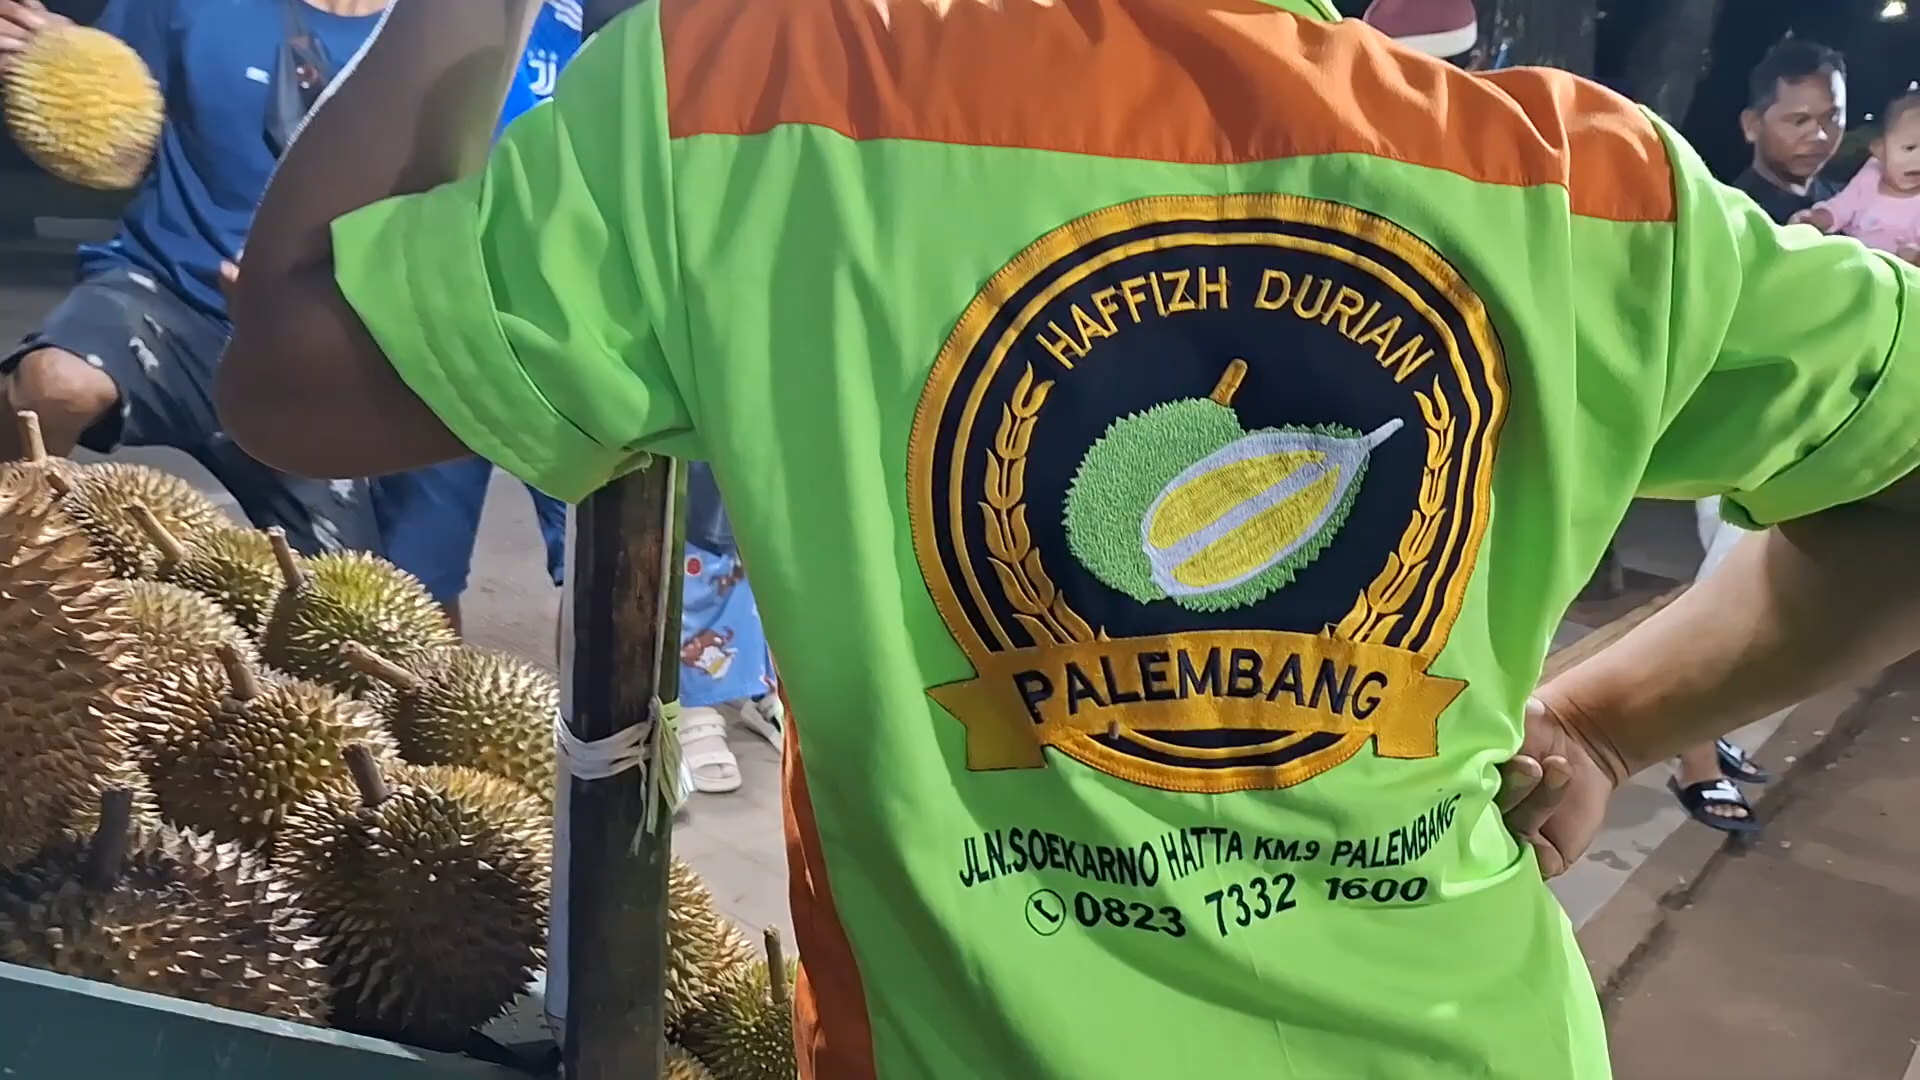 HAFFIZH DURIAN
PALEMBANG
JLN.SOEKARNO HATTA KM.9 PALEMBANG
0823 7332 1600